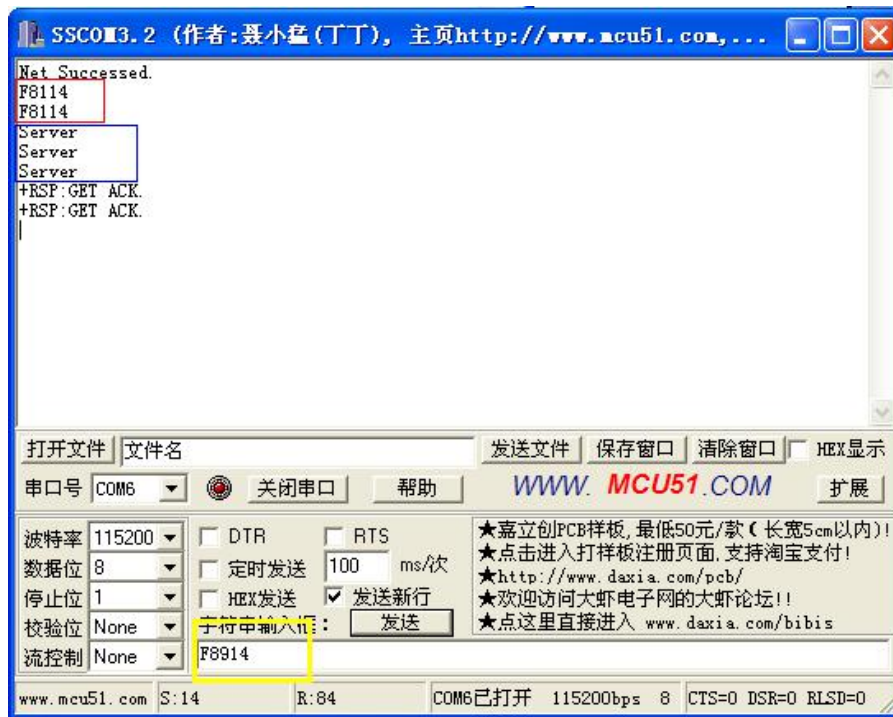 SSCOM3.2 (作者:聂小猛(丁丁), 主页http://www.mcu51.com,...
Net Successed.
F8114
F8114
Server
Server
Server
+RSP:GET ACK.
+RSP:GET ACK.
打开文件 文件名 发送文件 保存窗口 清除窗口 HEX显示
串口号 COM6 关闭串口 帮助 WWW. MCU51.COM 扩展
波特率 115200 DTR RTS
数据位 8 定时发送 100 ms/次
停止位 1 HEX发送 发送新行
校验位 None 字符串输入框: 发送
流控制 None F8914
★嘉立创PCB样板,最低50元/款(长宽5cm以内)!
★点击进入打样板注册页面,支持淘宝支付!
★http://www.daxia.com/pcb/
★欢迎访问大虾电子网的大虾论坛!!
★点这里直接进入 www.daxia.com/bibis
www.mcu51.com S:14 R:84 COM6已打开 115200bps 8 CTS=0 DSR=0 RLSD=0